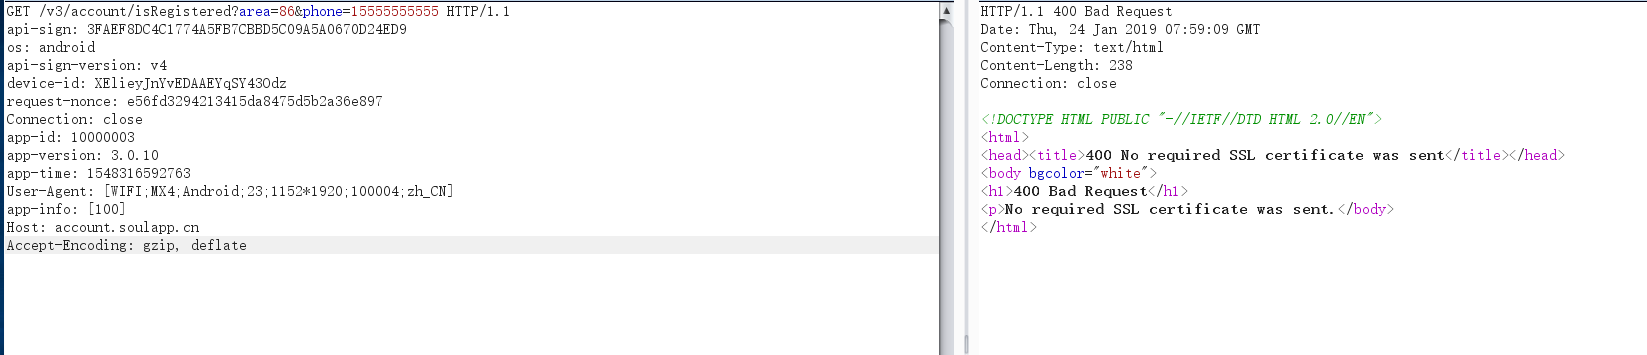 GET /v3/account/isRegistered?area=86&phone=15555555555 HTTP/1.1
api-sign: 3FAEF8DC4C1774A5FB7CBBD5C09A5A0670D24ED9
os: android
api-sign-version: v4
device-id: XElieyJnYvEDAAEYqSY43Odz
request-nonce: e56fd3294213415da8475d5b2a36e897
Connection: close
app-id: 10000003
app-version: 3.0.10
app-time: 1548316592763
User-Agent: [WIFI;MX4;Android;23;1152*1920;100004;zh_CN]
app-info: [100]
Host: account.soulapp.cn
Accept-Encoding: gzip, deflate
HTTP/1.1 400 Bad Request
Date: Thu, 24 Jan 2019 07:59:09 GMT
Content-Type: text/html
Content-Length: 238
Connection: close
<!DOCTYPE HTML PUBLIC "-//IETF//DTD HTML 2.0//EN">
<html>
<head><title>400 No required SSL certificate was sent</title></head>
<body bgcolor="white">
<h1>400 Bad Request</h1>
<p>No required SSL certificate was sent.</body>
</html>